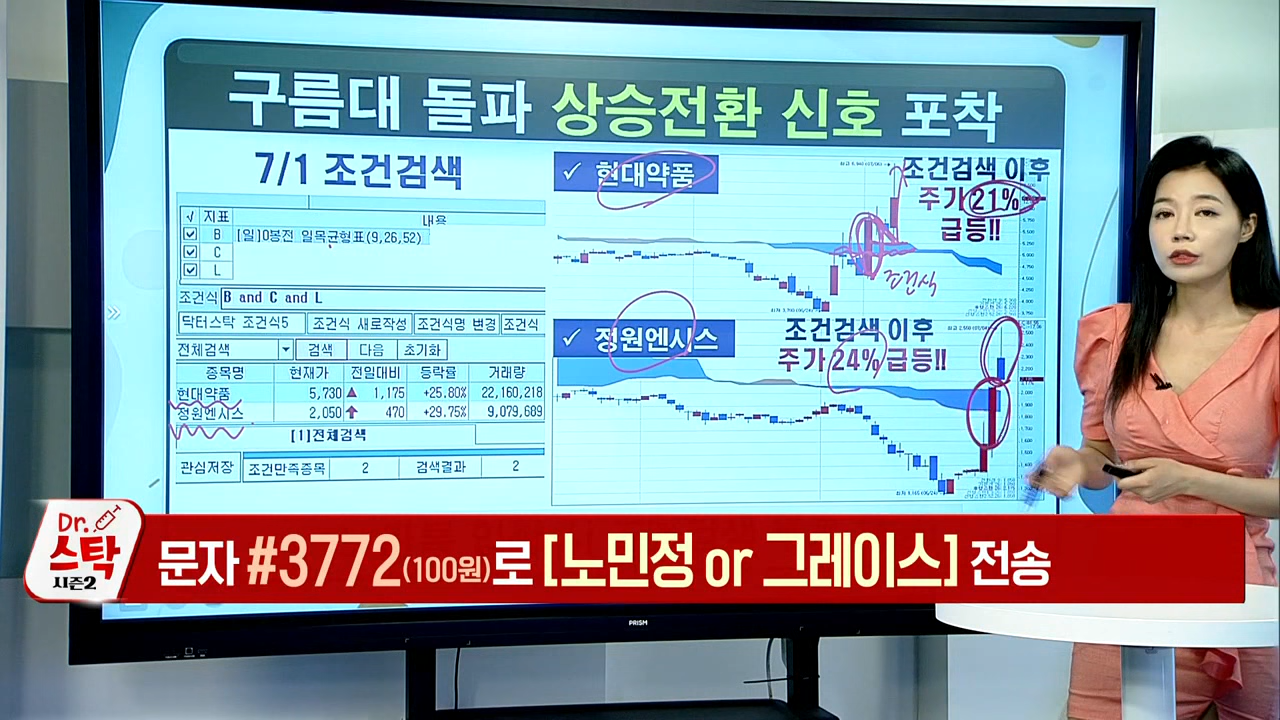 구름대 돌파 상승전환 신호 포착
7/1 조건검색
√ 지표 내용
B [일]0봉전 일목균형표(9,26,52)
C
L
조건식 B and C and L
닥터스탁 조건식5 조건식 새로작성 조건식명 변경 조건식
전체검색 검색 다음 초기화
종목명 현재가 전일대비 등락율 거래량
현대약품 5,730 ▲ 1,175 +25.80% 22,160,218
정원엔시스 2,050 ↑ 470 +29.75% 9,079,689
[1]전체검색
관심저장 조건만족종목 2 검색결과 2
✓ 현대약품
조건검색 이후
주가 21%
급등!!
조건식
✓ 정원엔시스
조건검색 이후
주가 24% 급등!!
Dr.
스탁
시즌2
문자 #3772(100원)로 [노민정 or 그레이스] 전송
PRISM